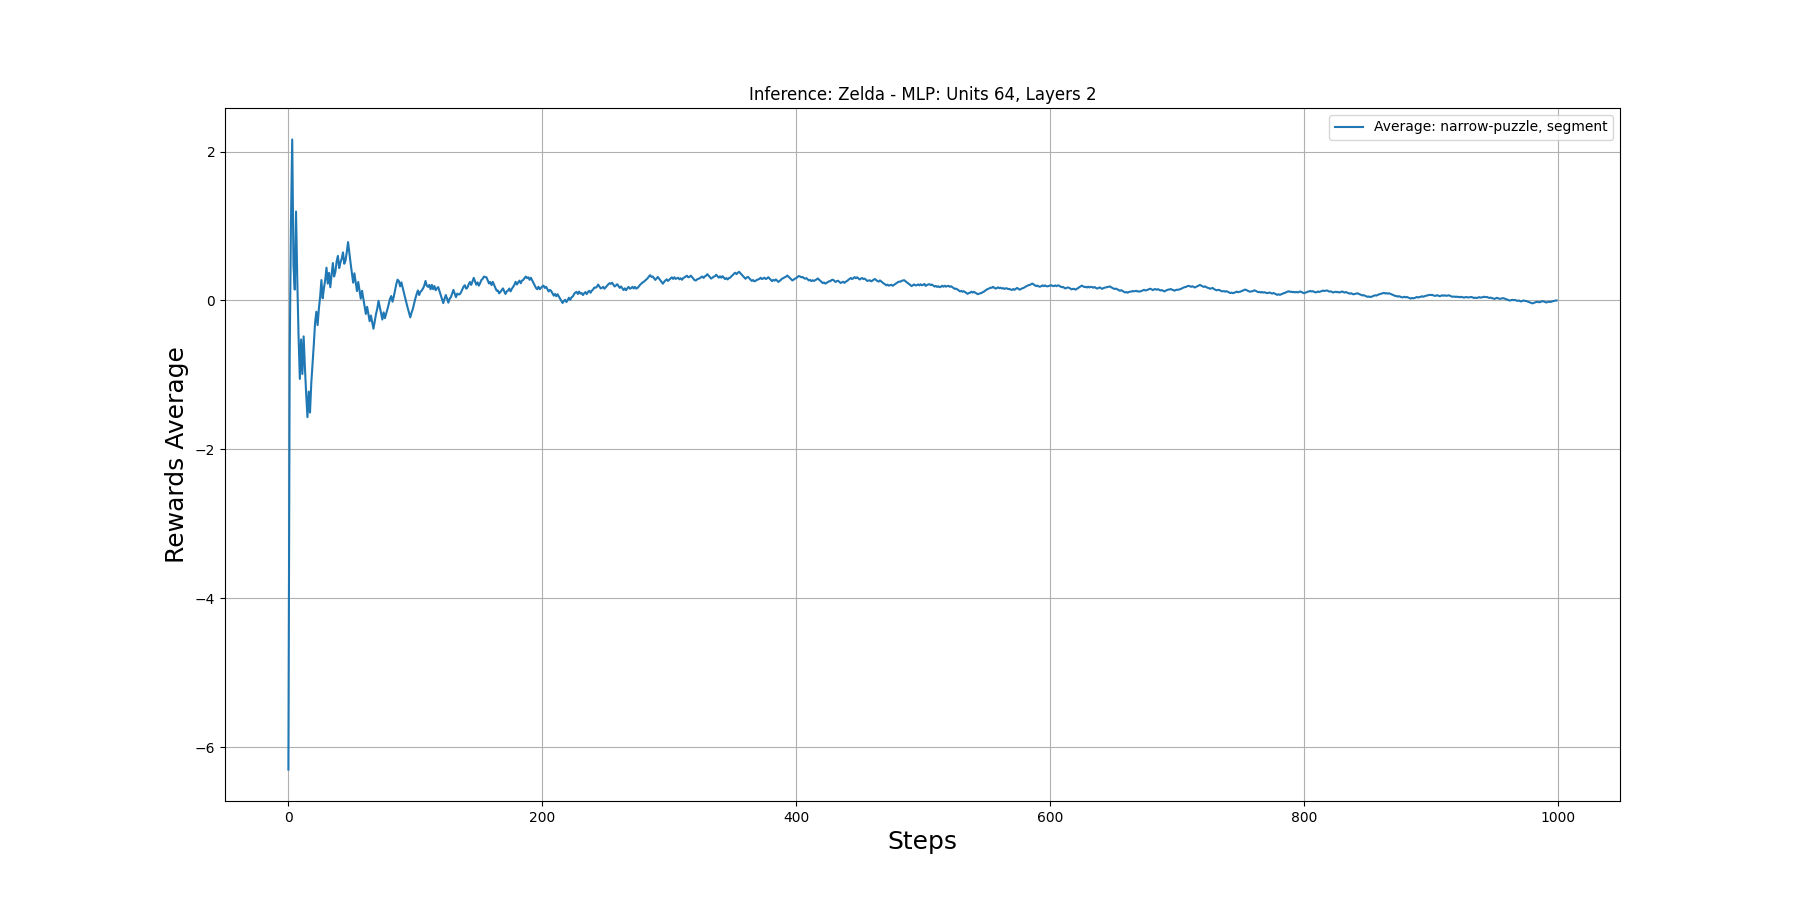 Inference: Zelda - MLP: Units 64, Layers 2
Average: narrow-puzzle, segment
Rewards Average
2
0
−2
−4
−6
0 200 400 600 800 1000
Steps